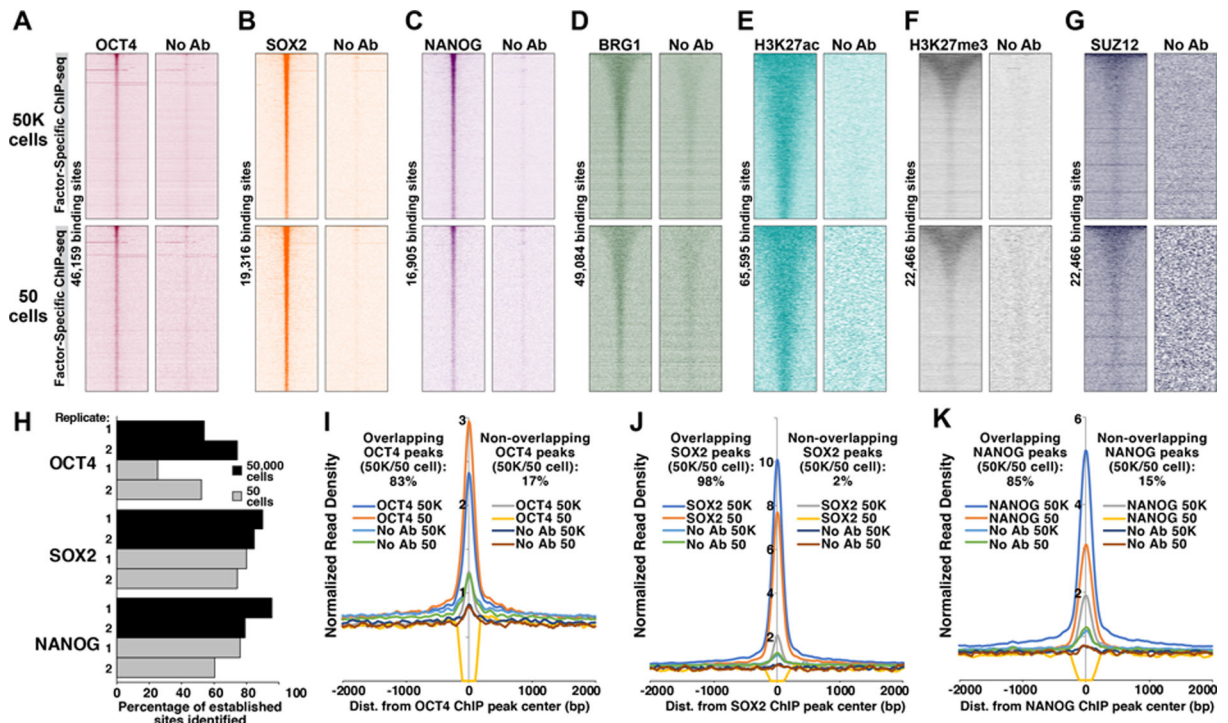 A
B
C
D
E
F
G
OCT4 No Ab
SOX2 No Ab
NANOG No Ab
BRG1 No Ab
H3K27ac No Ab
H3K27me3 No Ab
SUZ12 No Ab
50K
cells
Factor-Specific ChIP-seq
50
cells
Factor-Specific ChIP-seq
46,159 binding sites
19,316 binding sites
16,905 binding sites
49,084 binding sites
65,595 binding sites
22,466 binding sites
22,466 binding sites
H
Replicate:
1
OCT4
2
1
2
50,000
cells
50
cells
1
SOX2
2
1
2
1
NANOG
2
1
2
0 20 40 60 80 100
Percentage of established
sites identified
I
Normalized Read Density
Overlapping
OCT4 peaks
(50K/50 cell):
83%
OCT4 50K
OCT4 50
No Ab 50K
No Ab 50
Non-overlapping
OCT4 peaks
(50K/50 cell):
17%
OCT4 50K
OCT4 50
No Ab 50K
No Ab 50
3
2
1
-2000 -1000 0 1000 2000
Dist. from OCT4 ChIP peak center (bp)
J
Normalized Read Density
Overlapping
SOX2 peaks
(50K/50 cell):
98%
SOX2 50K
SOX2 50
No Ab 50K
No Ab 50
Non-overlapping
SOX2 peaks
(50K/50 cell):
2%
SOX2 50K
SOX2 50
No Ab 50K
No Ab 50
10
8
6
4
2
-2000 -1000 0 1000 2000
Dist. from SOX2 ChIP peak center (bp)
K
Normalized Read Density
Overlapping
NANOG peaks
(50K/50 cell):
85%
NANOG 50K
NANOG 50
No Ab 50K
No Ab 50
Non-overlapping
NANOG peaks
(50K/50 cell):
15%
NANOG 50K
NANOG 50
No Ab 50K
No Ab 50
6
4
2
-2000 -1000 0 1000 2000
Dist. from NANOG ChIP peak center (bp)